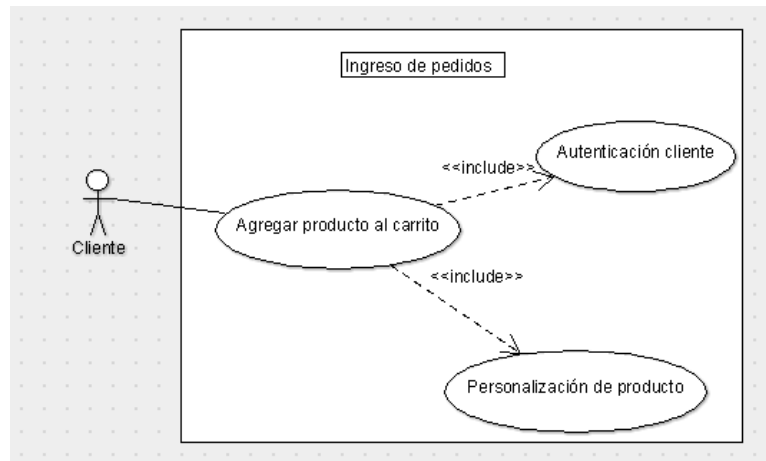 Ingreso de pedidos
Autenticación cliente
<<include>>
Agregar producto al carrito
Cliente
<<include>>
Personalización de producto